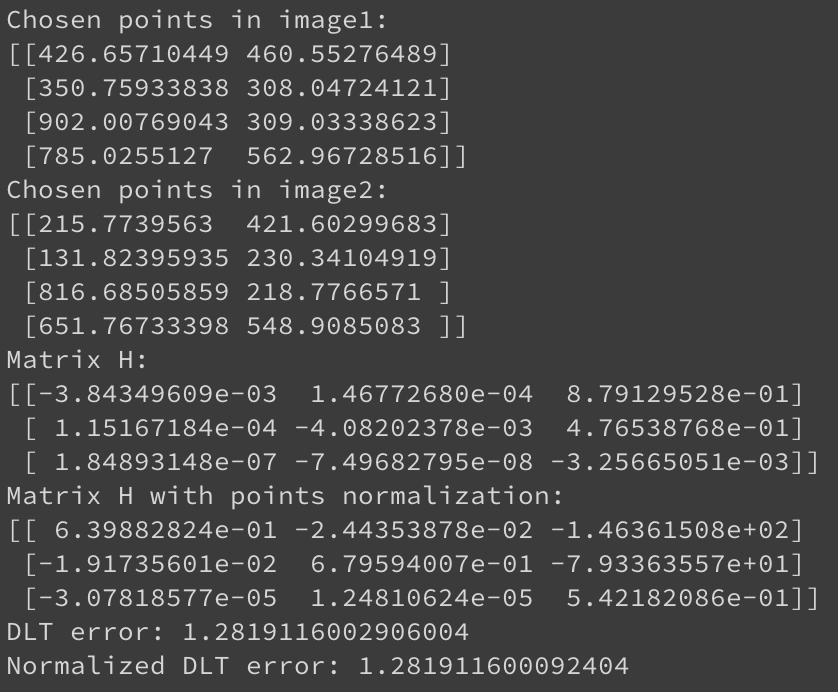 Chosen points in image1:
[[426.65710449 460.55276489]
 [350.75933838 308.04724121]
 [902.00769043 309.03338623]
 [785.0255127  562.96728516]]
Chosen points in image2:
[[215.7739563  421.60299683]
 [131.82395935 230.34104919]
 [816.68505859 218.7766571 ]
 [651.76733398 548.9085083 ]]
Matrix H:
[[-3.84349609e-03  1.46772680e-04  8.79129528e-01]
 [ 1.15167184e-04 -4.08202378e-03  4.76538768e-01]
 [ 1.84893148e-07 -7.49682795e-08 -3.25665051e-03]]
Matrix H with points normalization:
[[ 6.39882824e-01 -2.44353878e-02 -1.46361508e+02]
 [-1.91735601e-02  6.79594007e-01 -7.93363557e+01]
 [-3.07818577e-05  1.24810624e-05  5.42182086e-01]]
DLT error: 1.2819116002906004
Normalized DLT error: 1.281911600092404